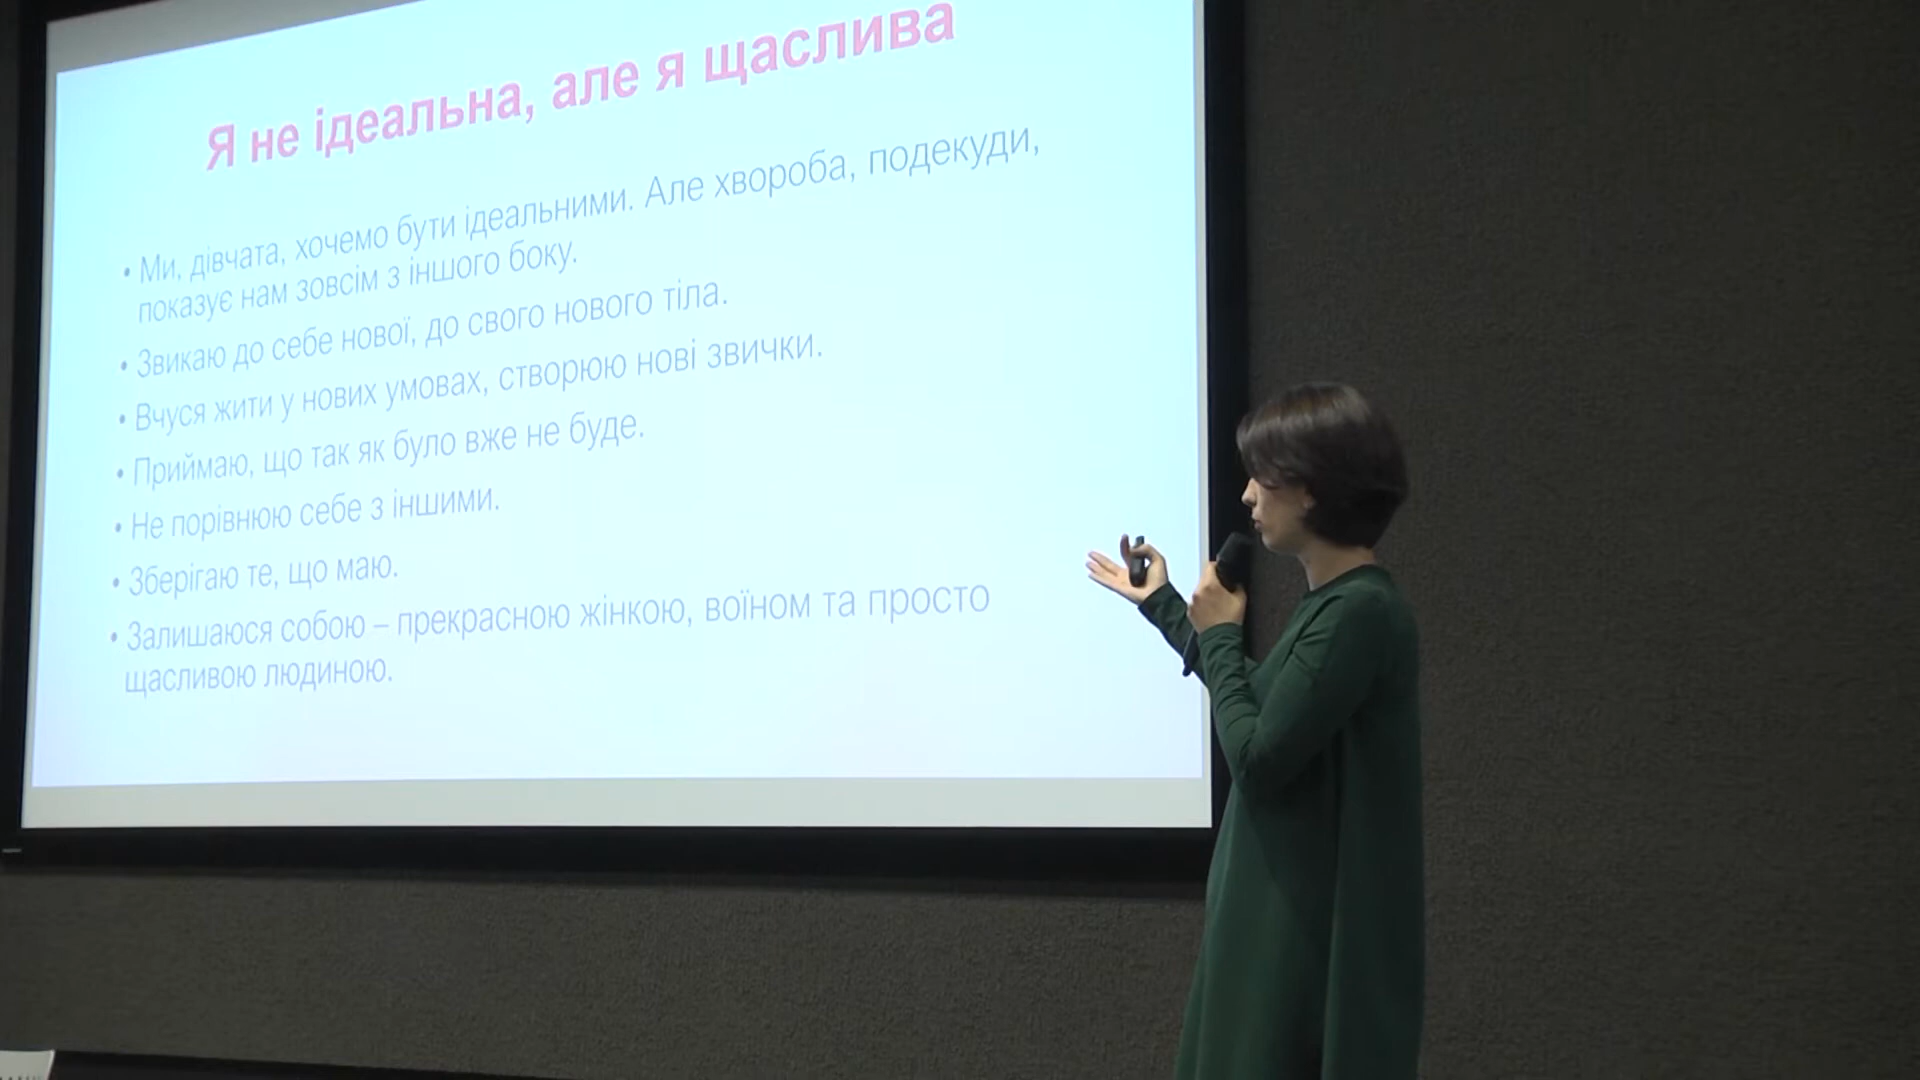 Я не ідеальна, але я щаслива
• Ми, дівчата, хочемо бути ідеальними. Але хвороба, подекуди,
показує нам зовсім з іншого боку.
• Звикаю до себе нової, до свого нового тіла.
• Вчуся жити у нових умовах, створюю нові звички.
• Приймаю, що так як було вже не буде.
• Не порівнюю себе з іншими.
• Зберігаю те, що маю.
• Залишаюся собою – прекрасною жінкою, воїном та просто
щасливою людиною.